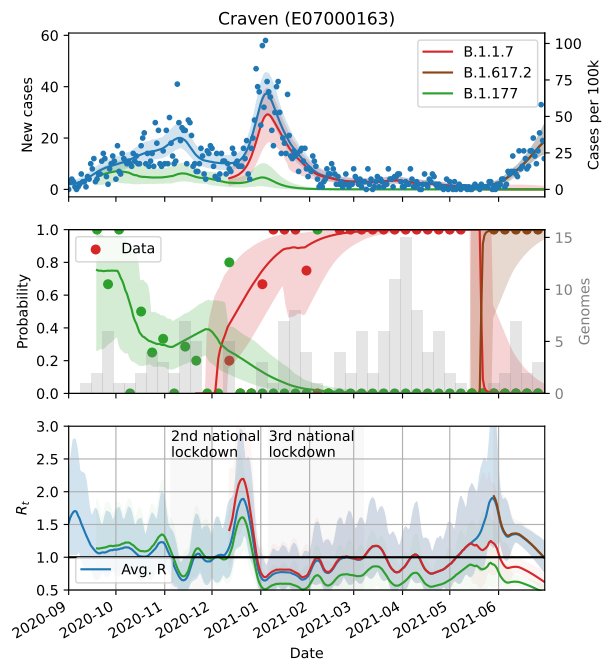 Craven (E07000163)
60
40
20
0
New cases
100
75
50
25
0
Cases per 100k
B.1.1.7
B.1.617.2
B.1.177
1.0
0.8
0.6
0.4
0.2
0.0
Probability
Data
15
10
5
0
Genomes
3.0
2.5
2.0
1.5
1.0
0.5
Rt
2nd national
lockdown
3rd national
lockdown
Avg. R
2020-09
2020-10
2020-11
2020-12
2021-01
2021-02
2021-03
2021-04
2021-05
2021-06
Date